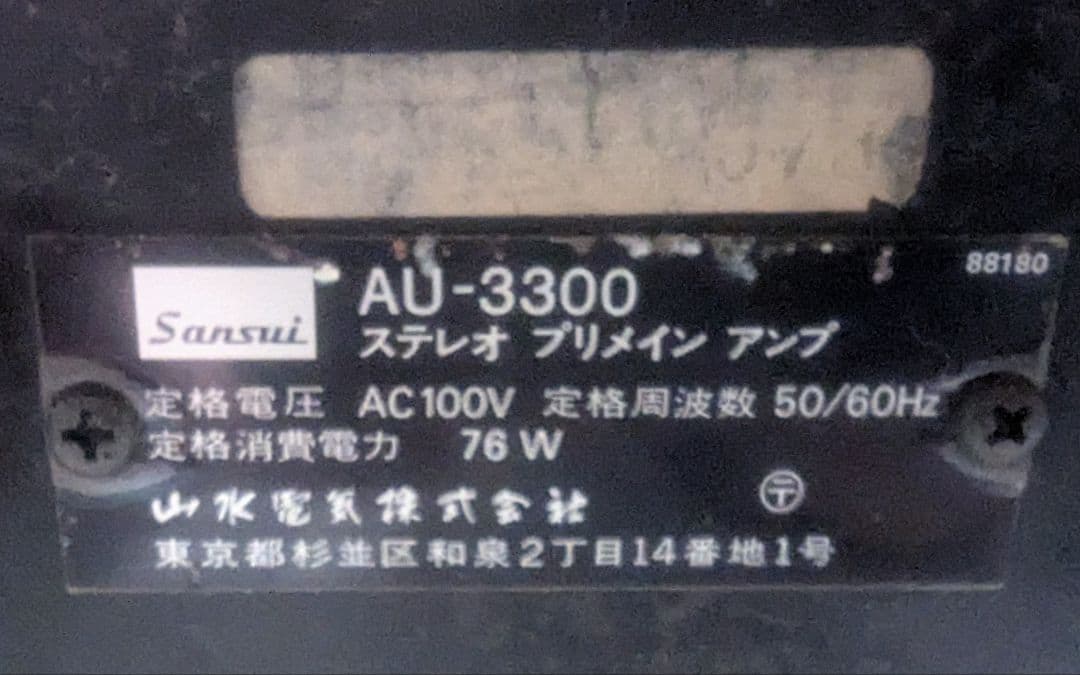 88180
Sansui
AU-3300
ステレオ プリメイン アンプ
定格電圧 AC100V 定格周波数 50/60Hz
定格消費電力 76W
山水電気株式会社
〒
東京都杉並区和泉2丁目14番地1号